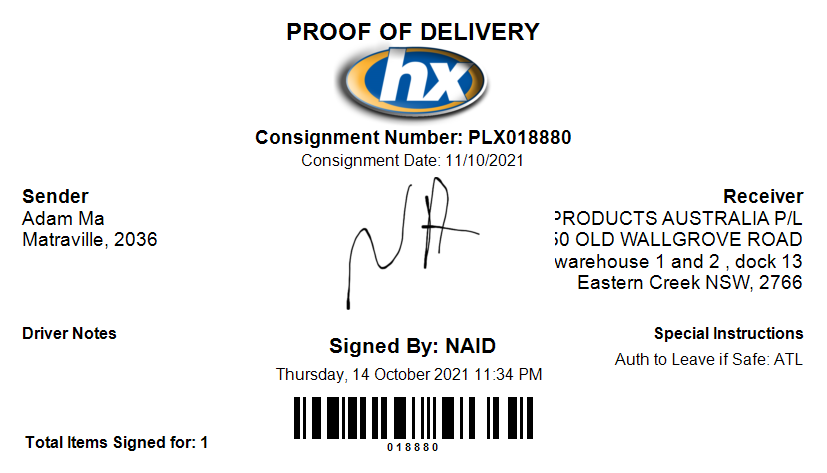 PROOF OF DELIVERY
hx
Consignment Number: PLX018880
Consignment Date: 11/10/2021
Sender
Adam Ma
Matraville, 2036
Receiver
PRODUCTS AUSTRALIA P/L
50 OLD WALLGROVE ROAD
warehouse 1 and 2 , dock 13
Eastern Creek NSW, 2766
NA
Driver Notes
Special Instructions
Auth to Leave if Safe: ATL
Signed By: NAID
Thursday, 14 October 2021 11:34 PM
018880
Total Items Signed for: 1